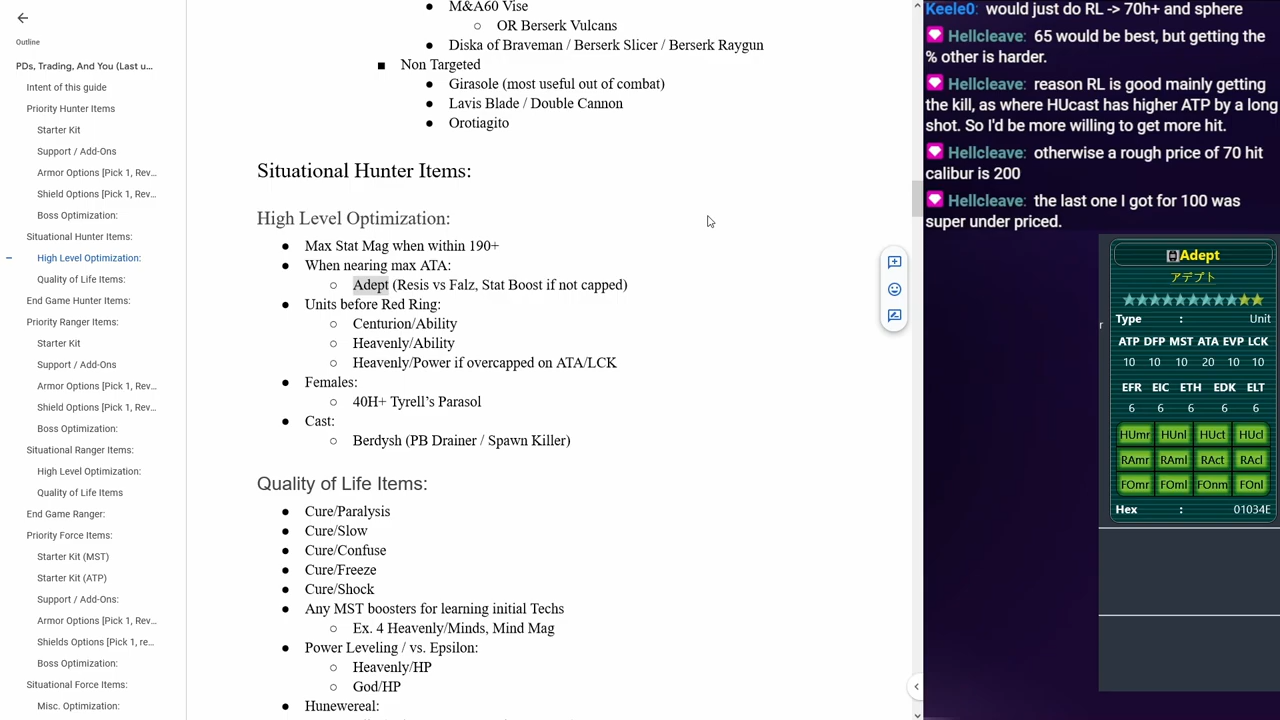 Outline
PDs, Trading, And You (Last u...
Intent of this guide
Priority Hunter Items
Starter Kit
Support / Add-Ons
Armor Options [Pick 1, Rev...
Shield Options [Pick 1, Rev...
Boss Optimization:
Situational Hunter Items:
High Level Optimization:
Quality of Life Items:
End Game Hunter Items:
Priority Ranger Items:
Starter Kit
Support / Add-Ons
Armor Options [Pick 1, Rev...
Shield Options [Pick 1, Rev...
Boss Optimization:
Situational Ranger Items:
High Level Optimization:
Quality of Life Items
End Game Ranger:
Priority Force Items:
Starter Kit (MST)
Starter Kit (ATP)
Support / Add-Ons:
Armor Options [Pick 1, Rev...
Shields Options [Pick 1, re...
Boss Optimization:
Situational Force Items:
Misc. Optimization:
M&A60 Vise
OR Berserk Vulcans
Diska of Braveman / Berserk Slicer / Berserk Raygun
Non Targeted
Girasole (most useful out of combat)
Lavis Blade / Double Cannon
Orotiagito
Situational Hunter Items:
High Level Optimization:
Max Stat Mag when within 190+
When nearing max ATA:
Adept (Resis vs Falz, Stat Boost if not capped)
Units before Red Ring:
Centurion/Ability
Heavenly/Ability
Heavenly/Power if overcapped on ATA/LCK
Females:
40H+ Tyrell's Parasol
Cast:
Berdysh (PB Drainer / Spawn Killer)
Quality of Life Items:
Cure/Paralysis
Cure/Slow
Cure/Confuse
Cure/Freeze
Cure/Shock
Any MST boosters for learning initial Techs
Ex. 4 Heavenly/Minds, Mind Mag
Power Leveling / vs. Epsilon:
Heavenly/HP
God/HP
Hunewereal:
Keele0: would just do RL -> 70h+ and sphere
Hellcleave: 65 would be best, but getting the
% other is harder.
Hellcleave: reason RL is good mainly getting
the kill, as where HUcast has higher ATP by a long
shot. So I'd be more willing to get more hit.
Hellcleave: otherwise a rough price of 70 hit
calibur is 200
Hellcleave: the last one I got for 100 was
super under priced.
Adept
アデプト
Type : Unit
ATP DFP MST ATA EVP LCK
10 10 10 20 10 10
EFR EIC ETH EDK ELT
6 6 6 6 6
HUmr HUnl HUct HUcl
RAmr RAml RAct RAcl
FOmr FOml FOnm FOnl
Hex : 01034E